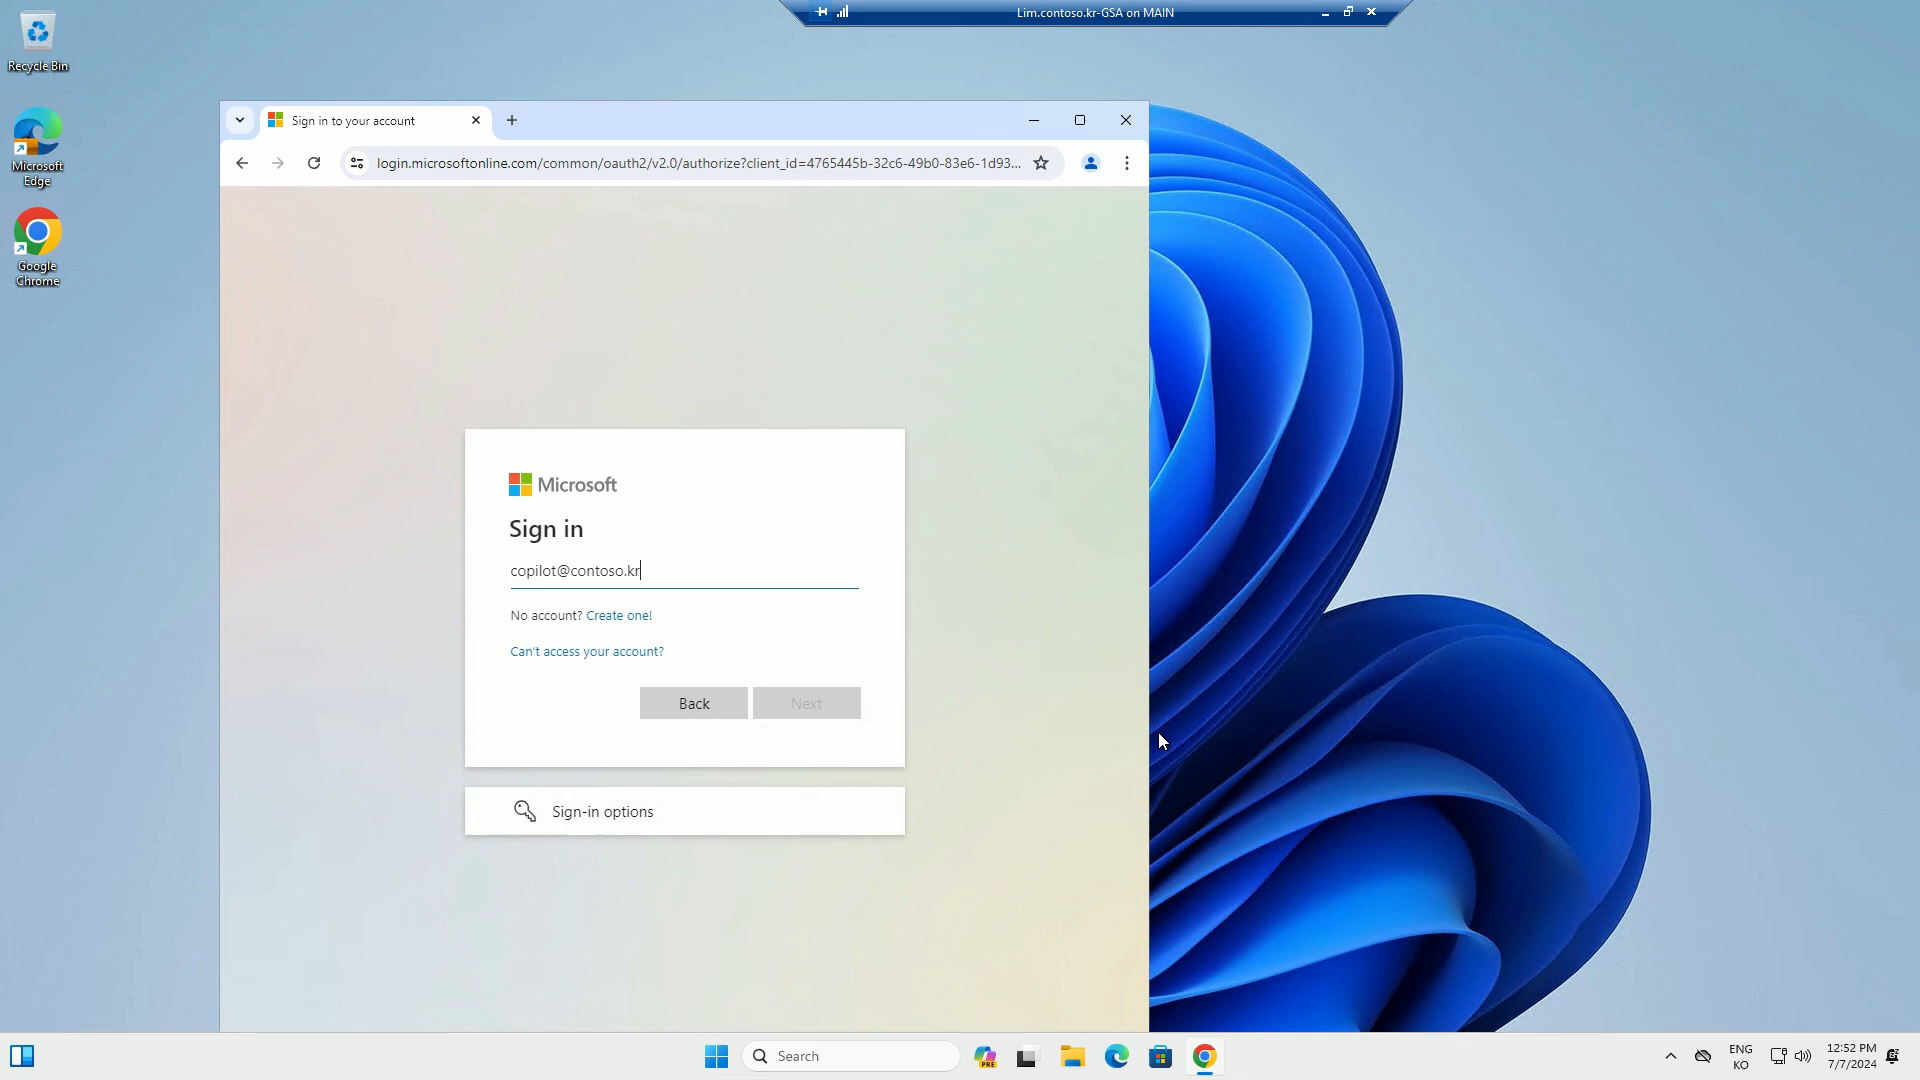 Lim.contoso.kr-GSA on MAIN
Recycle Bin
Microsoft
Edge
Google
Chrome
Sign in to your account
login.microsoftonline.com/common/oauth2/v2.0/authorize?client_id=4765445b-32c6-49b0-83e6-1d93...
Microsoft
Sign in
copilot@contoso.kr
No account? Create one!
Can't access your account?
Back
Next
Sign-in options
Search
PRE
ENG
KO
12:52 PM
7/7/2024